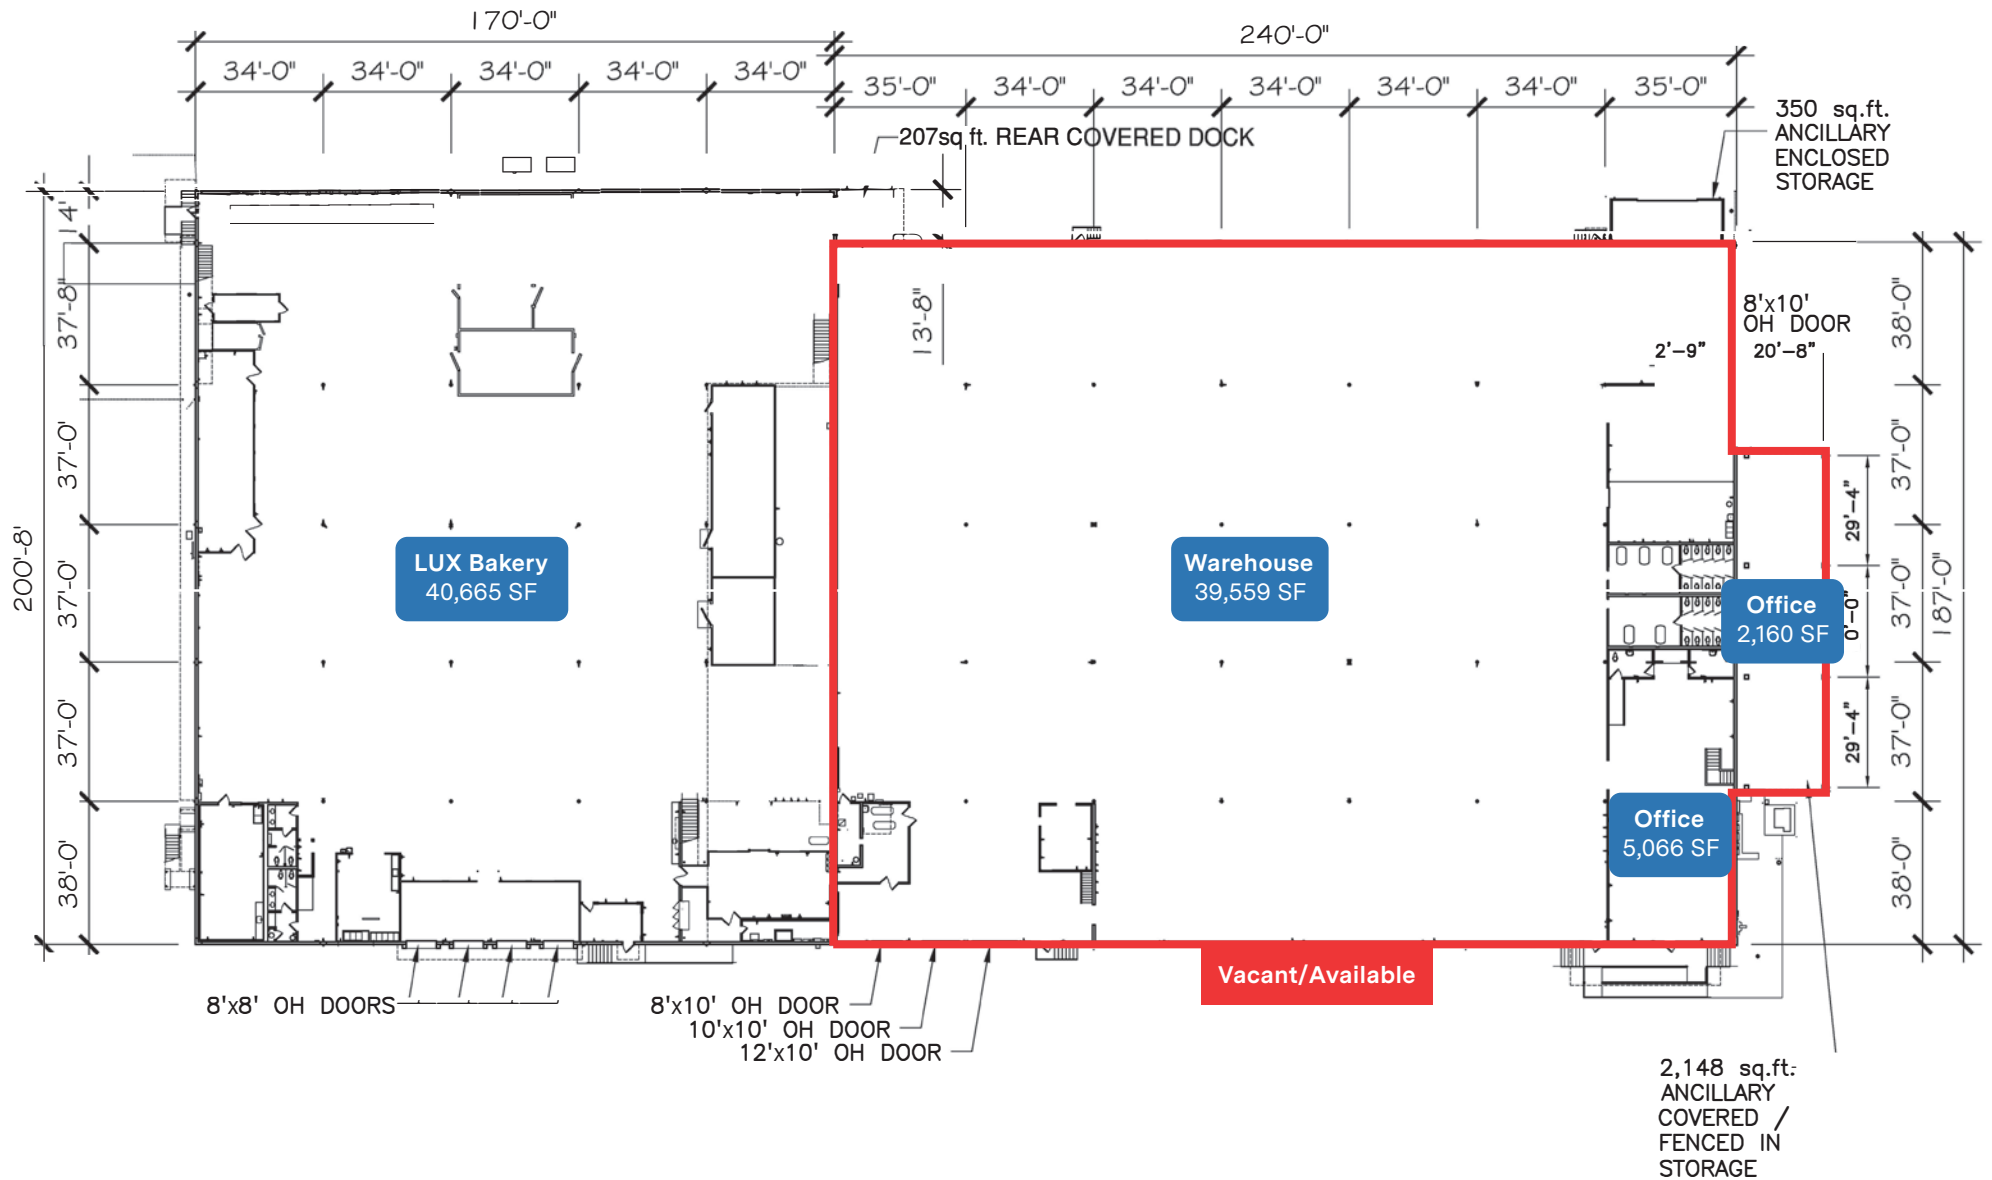 170'-0"
240'-0"
34'-0" 34'-0" 34'-0" 34'-0" 34'-0"
35'-0" 34'-0" 34'-0" 34'-0" 34'-0" 34'-0" 35'-0"
350 sq.ft.
ANCILLARY
ENCLOSED
STORAGE
207sq ft. REAR COVERED DOCK
14'
37'-8"
37'-0"
37'-0"
37'-0"
38'-0"
200'-8'
13'-8"
8'x10'
OH DOOR
2'-9"
20'-8"
38'-0"
37'-0"
37'-0"
37'-0"
38'-0"
187'-0"
29'-4"
0'-0"
29'-4"
LUX Bakery
40,665 SF
Warehouse
39,559 SF
Office
2,160 SF
Office
5,066 SF
Vacant/Available
8'x8' OH DOORS
8'x10' OH DOOR
10'x10' OH DOOR
12'x10' OH DOOR
2,148 sq.ft.
ANCILLARY
COVERED /
FENCED IN
STORAGE